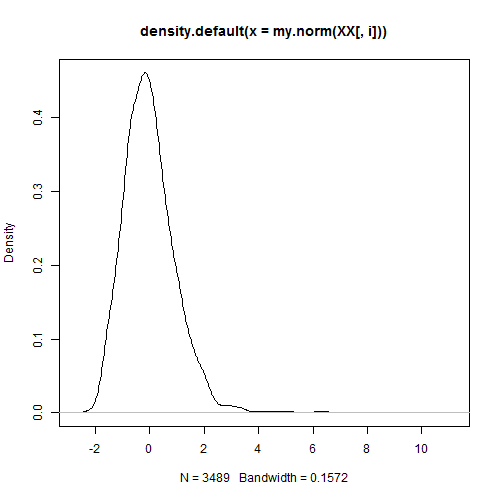 density.default(x = my.norm(XX[, i]))
Density
0.4
0.3
0.2
0.1
0.0
-2 0 2 4 6 8 10
N = 3489 Bandwidth = 0.1572